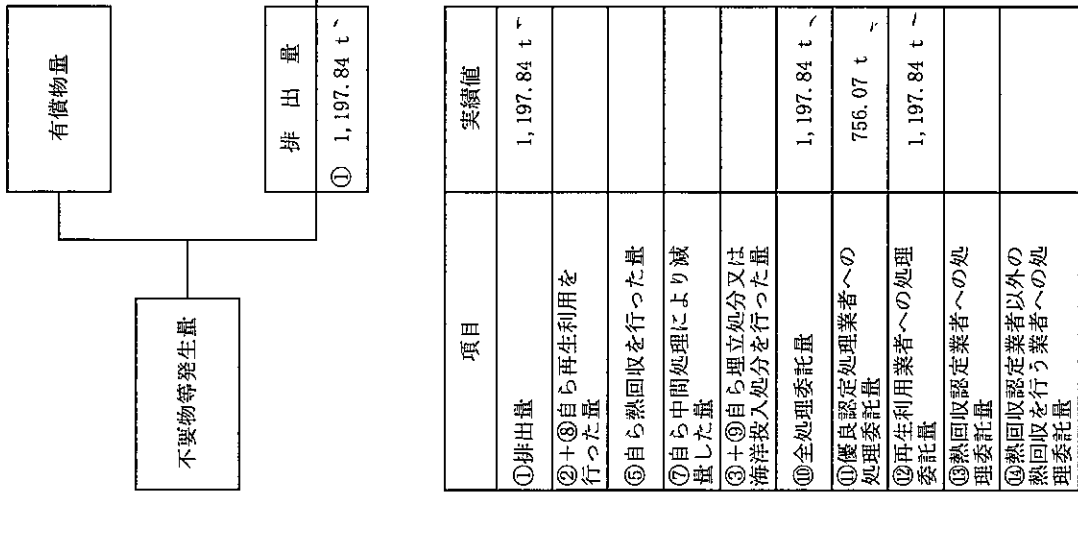 有償物量
不要物等発生量
排出量
① 1,197.84 t
項目 実績値
①排出量 1,197.84 t
②+⑧自ら再生利用を
行った量
⑤自ら熱回収を行った量
⑦自ら中間処理により減
量した量
③+⑨自ら埋立処分又は
海洋投入処分を行った量
⑩全処理委託量 1,197.84 t
⑪優良認定処理業者への
処理委託量 756.07 t
⑫再生利用業者への処理
委託量 1,197.84 t
⑬熱回収認定業者への処
理委託量
⑭熱回収認定業者以外の
熱回収を行う業者への処
理委託量